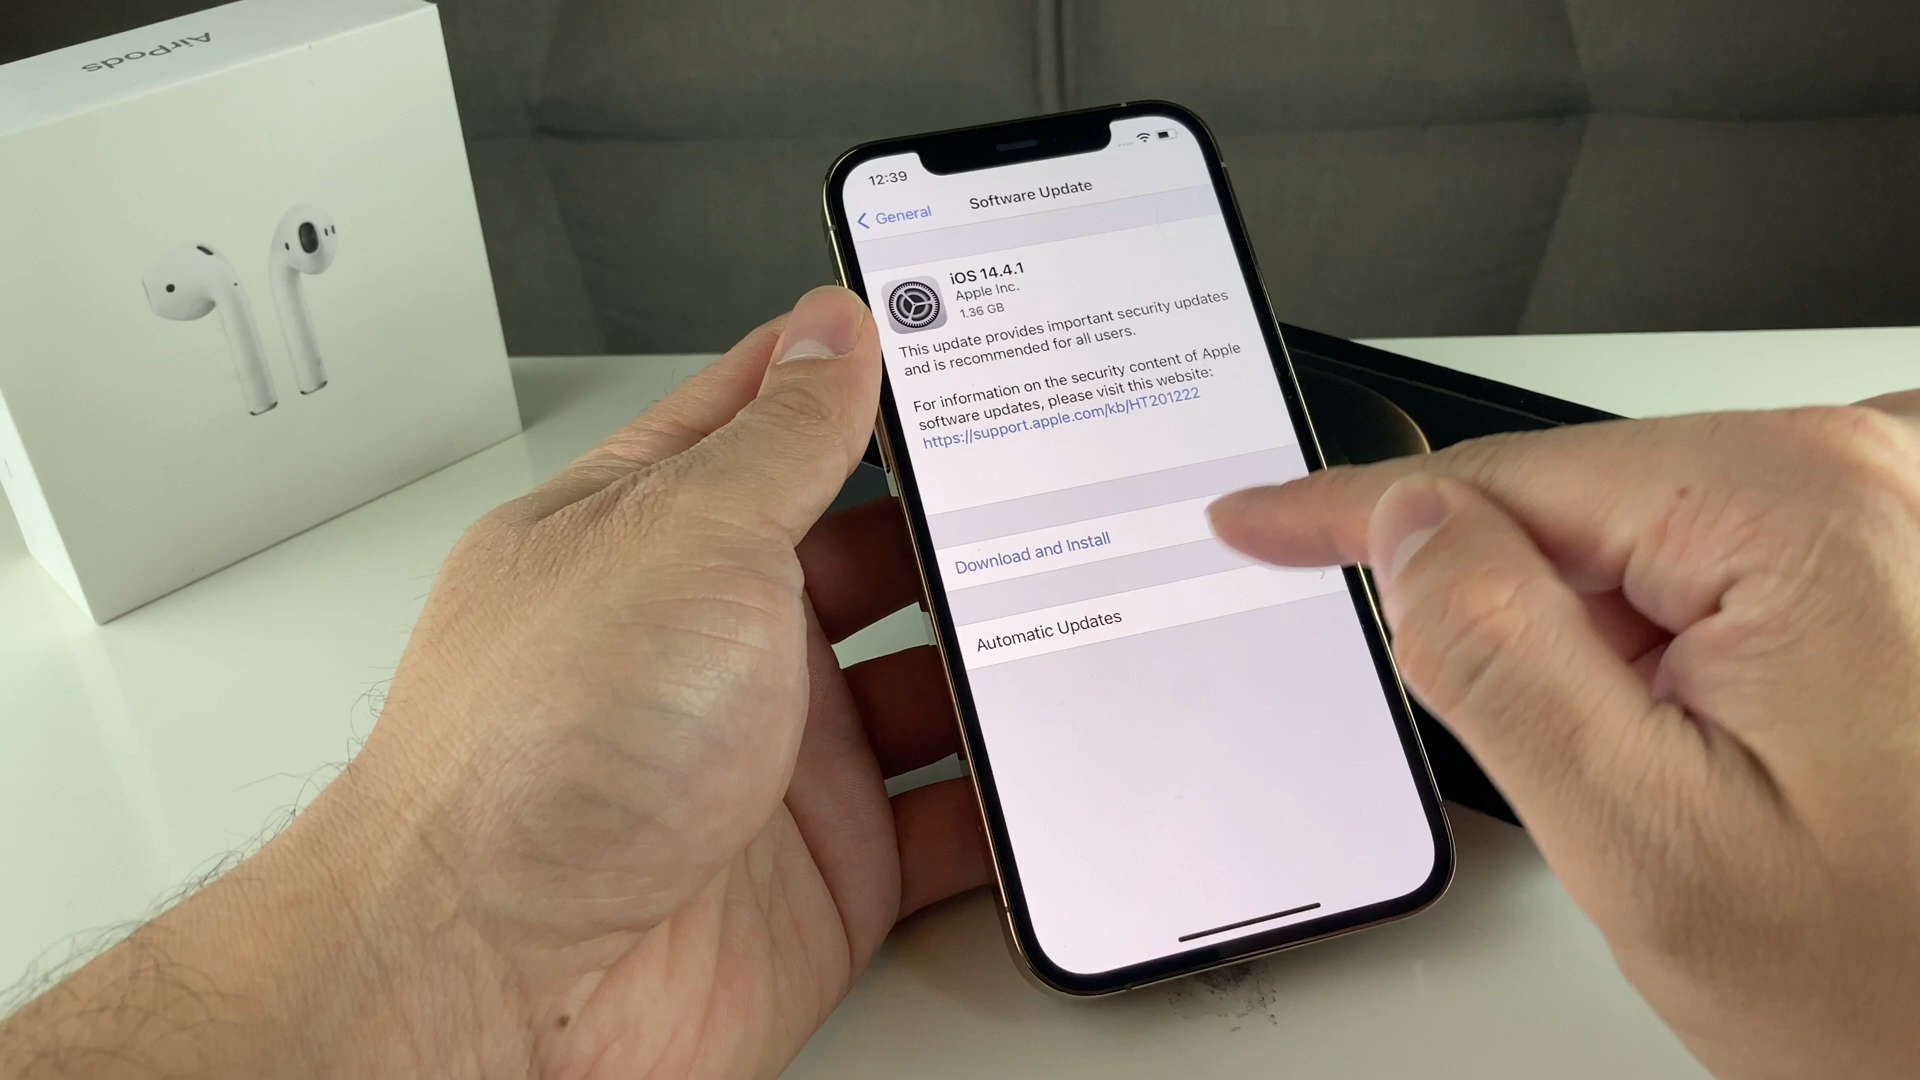 AirPods
12:39
General
Software Update
iOS 14.4.1
Apple Inc.
1.36 GB
This update provides important security updates
and is recommended for all users.
For information on the security content of Apple
software updates, please visit this website:
https://support.apple.com/kb/HT201222
Download and Install
Automatic Updates